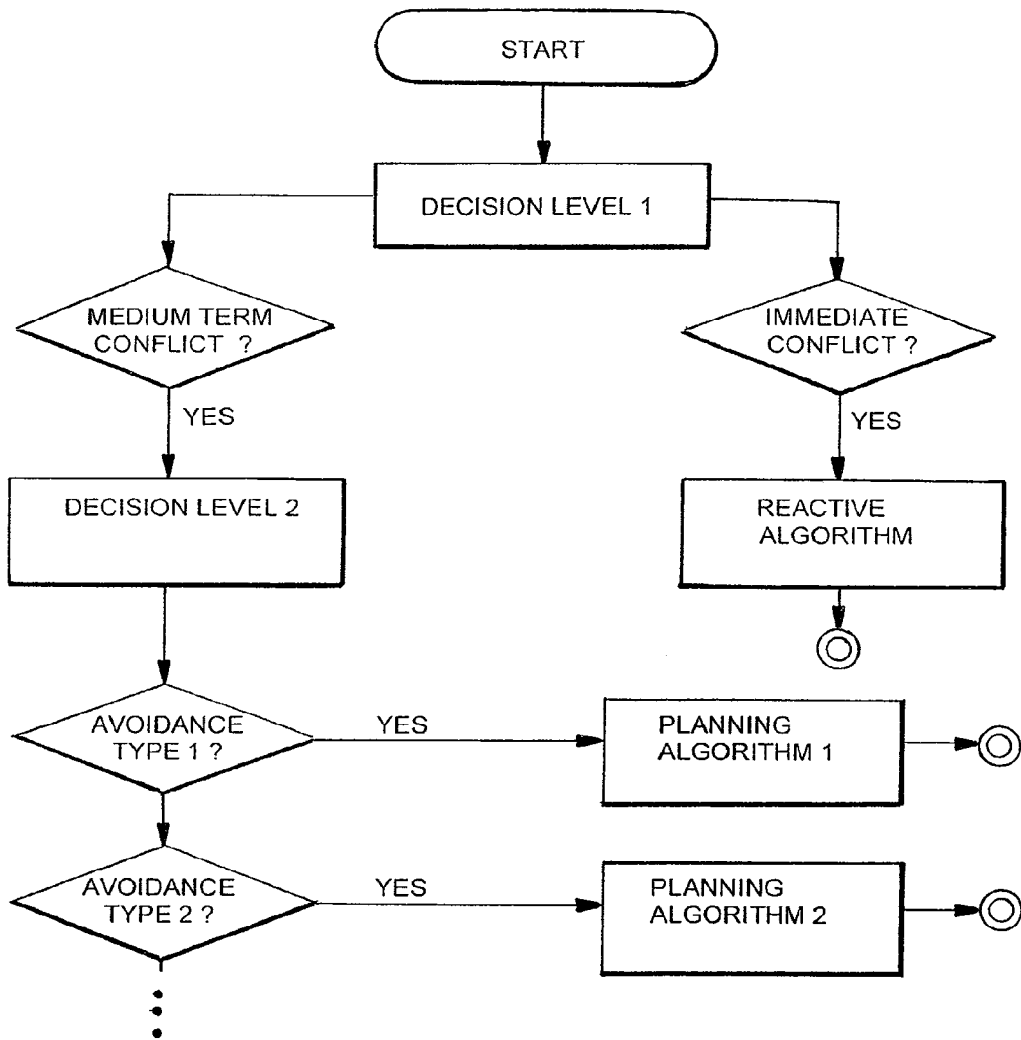 START
DECISION LEVEL 1
MEDIUM TERM
CONFLICT ?
IMMEDIATE
CONFLICT ?
YES
YES
DECISION LEVEL 2
REACTIVE
ALGORITHM
AVOIDANCE
TYPE 1 ?
YES
PLANNING
ALGORITHM 1
AVOIDANCE
TYPE 2 ?
YES
PLANNING
ALGORITHM 2